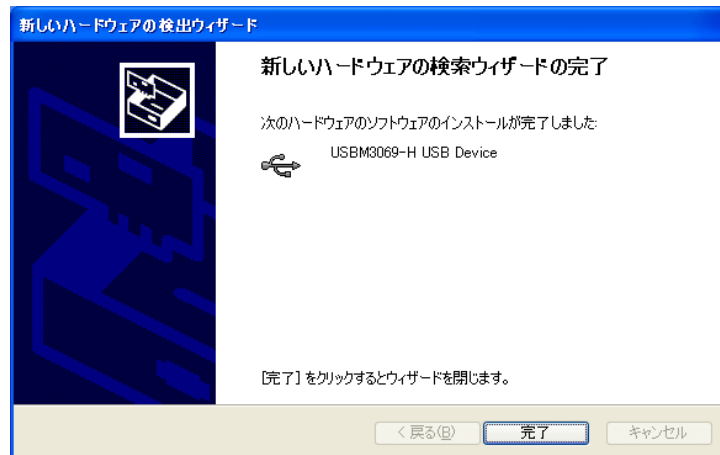 新しいハードウェアの検出ウィザード
新しいハードウェアの検索ウィザードの完了
次のハードウェアのソフトウェアのインストールが完了しました:
USBM3069-H USB Device
[完了] をクリックするとウィザードを閉じます。
< 戻る(B) 完了 キャンセル